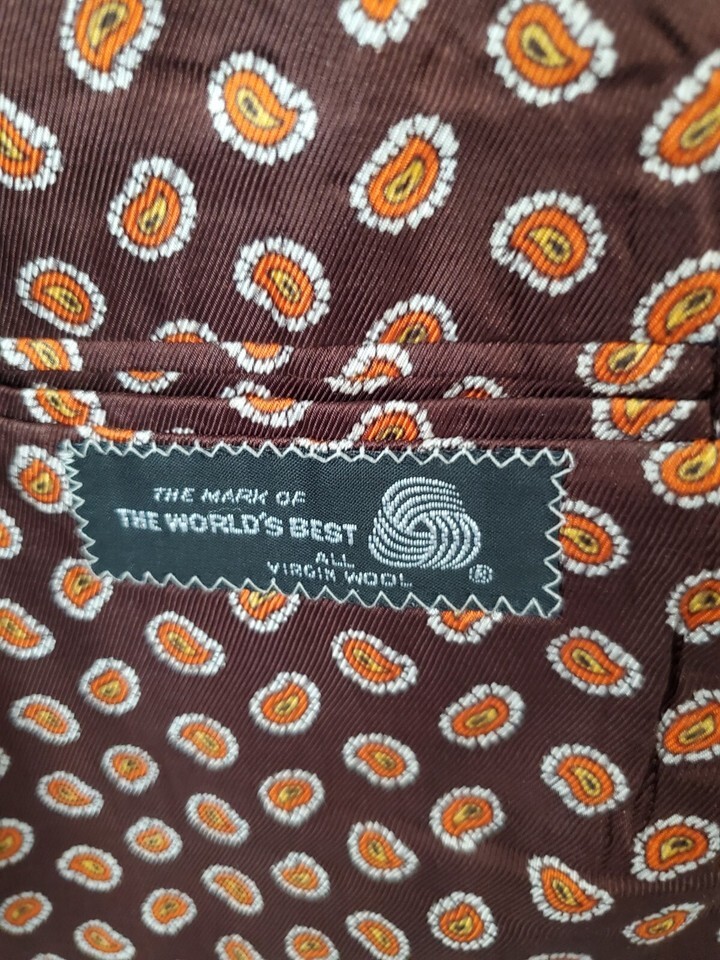 THE MARK OF
THE WORLD'S BEST
ALL
VIRGIN WOOL ®